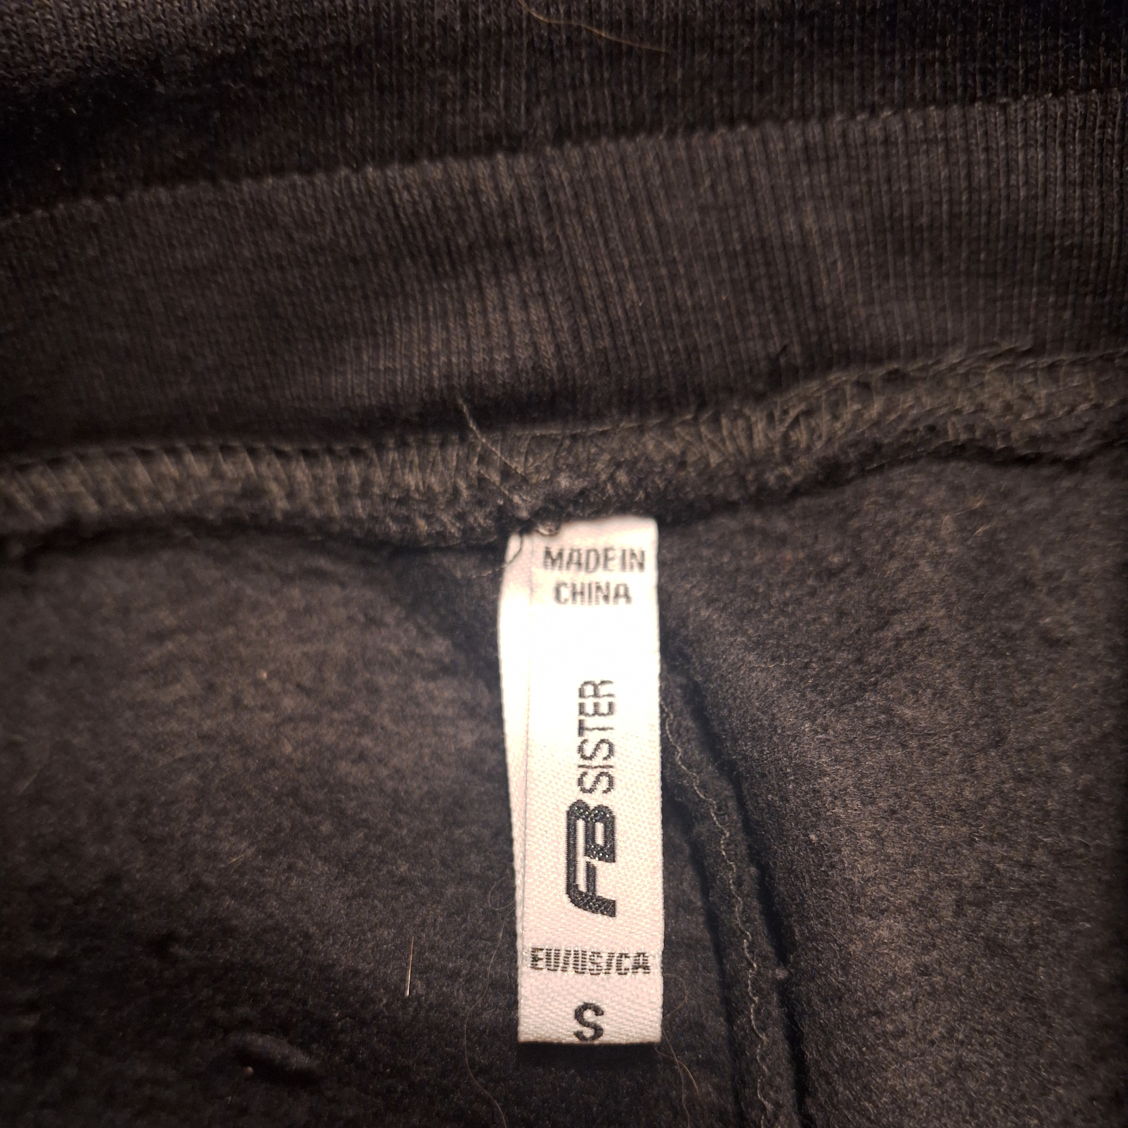 MADE IN
CHINA
FB SISTER
EU/US/CA
S